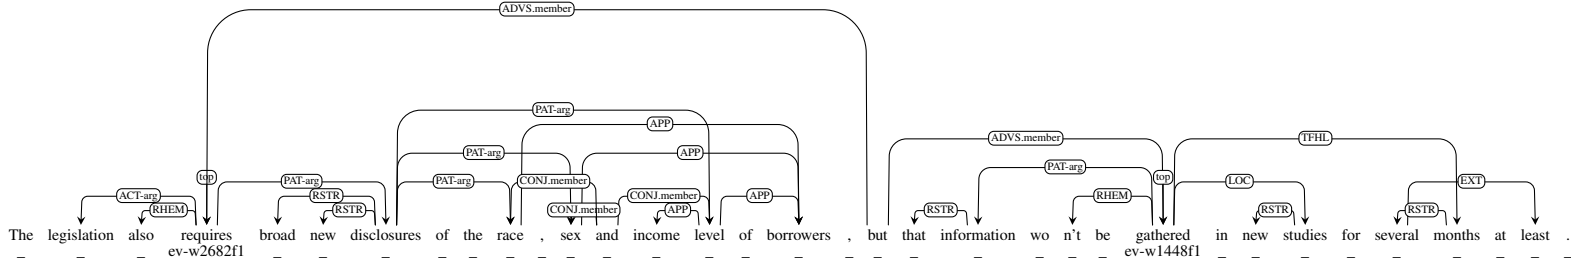 ADVS.member
PAT-arg
APP
ADVS.member TFHL
PAT-arg APP
PAT-arg
top PAT-arg PAT-arg CONJ.member top LOC EXT
ACT-arg RSTR CONJ.member APP RHEM
RHEM RSTR CONJ.member APP RSTR RSTR RSTR
The legislation also requires broad new disclosures of the race , sex and income level of borrowers , but that information wo n't be gathered in new studies for several months at least .
_ _ _ ev-w2682f1 _ _ _ _ _ _ _ _ _ _ _ _ _ _ _ _ _ _ _ _ ev-w1448f1 _ _ _ _ _ _ _ _ _